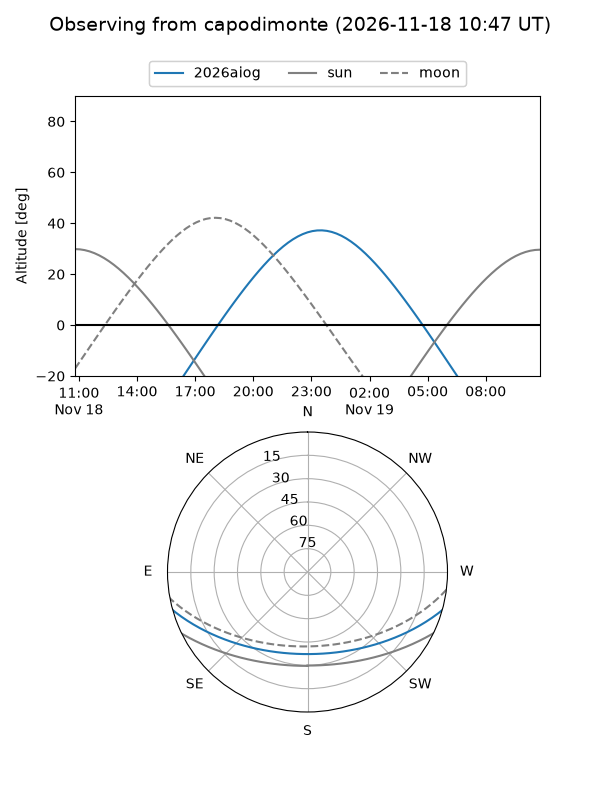 Observing from capodimonte (2026-11-18 10:47 UT)
2026aiog sun moon
80
60
40
20
0
−20
Altitude [deg]
11:00 14:00 17:00 20:00 23:00 02:00 05:00 08:00
Nov 18 Nov 19
N
NE NW
15
30
45
60
75
E W
SE SW
S